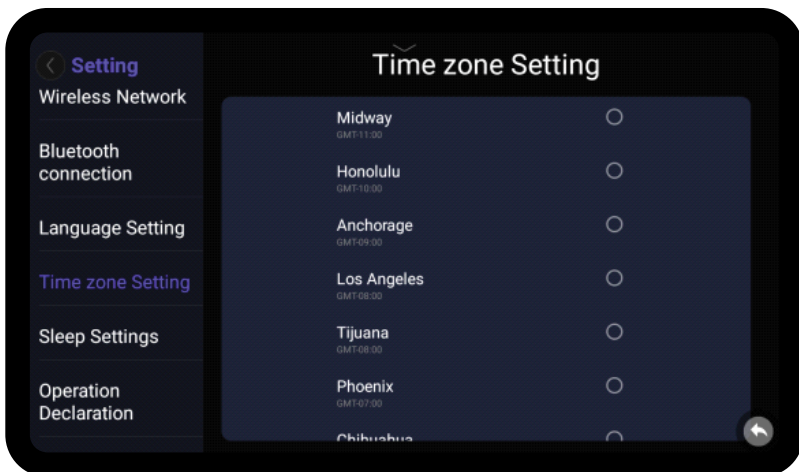 Setting
Wireless Network
Bluetooth
connection
Language Setting
Time zone Setting
Sleep Settings
Operation
Declaration
Time zone Setting
Midway
GMT-11:00
Honolulu
GMT-10:00
Anchorage
GMT-09:00
Los Angeles
GMT-08:00
Tijuana
GMT-08:00
Phoenix
GMT-07:00
Chihuahua